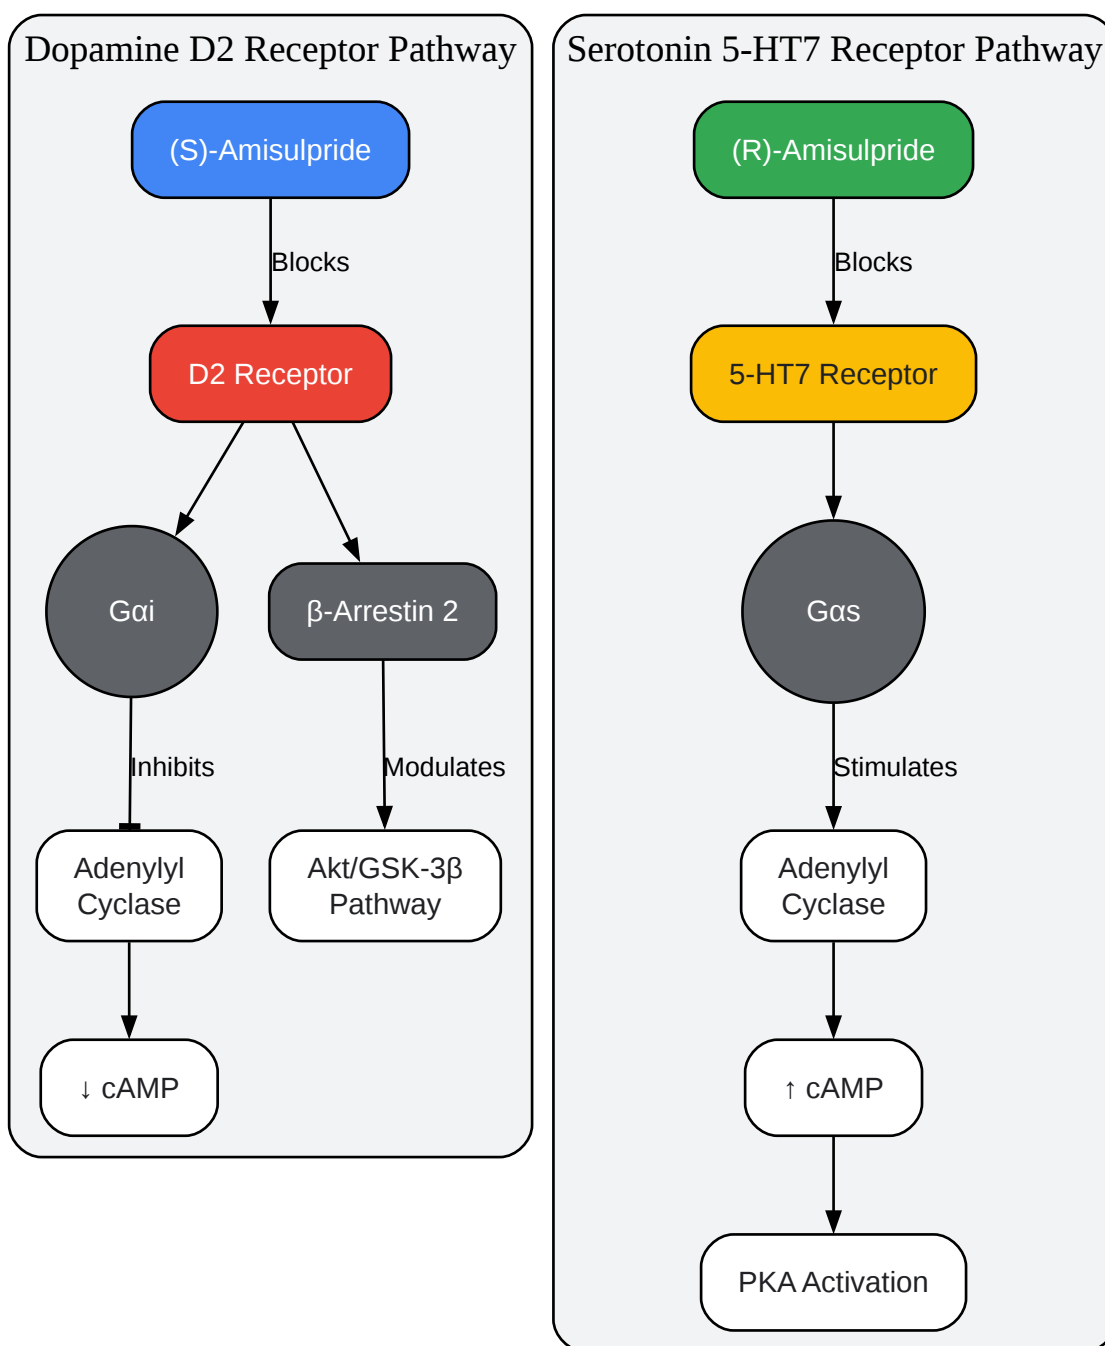 Dopamine D2 Receptor Pathway
(S)-Amisulpride
Blocks
D2 Receptor
Gαi
β-Arrestin 2
Inhibits
Modulates
Adenylyl
Cyclase
Akt/GSK-3β
Pathway
↓ cAMP
Serotonin 5-HT7 Receptor Pathway
(R)-Amisulpride
Blocks
5-HT7 Receptor
Gαs
Stimulates
Adenylyl
Cyclase
↑ cAMP
PKA Activation